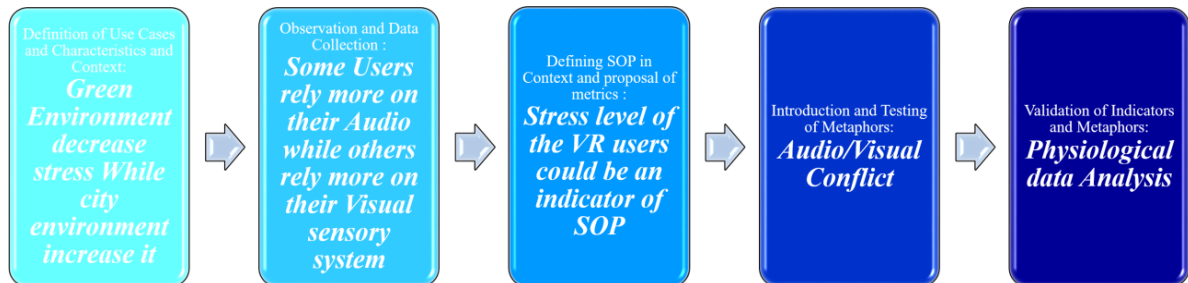 Definition of Use Cases
and Characteristics and
Context:
Green
Environment
decrease
stress While
city
environment
increase it
Observation and Data
Collection :
Some Users
rely more on
their Audio
while others
rely more on
their Visual
sensory
system
Defining SOP in
Context and proposal of
metrics :
Stress level of
the VR users
could be an
indicator of
SOP
Introduction and Testing
of Metaphors:
Audio/Visual
Conflict
Validation of Indicators
and Metaphors:
Physiological
data Analysis